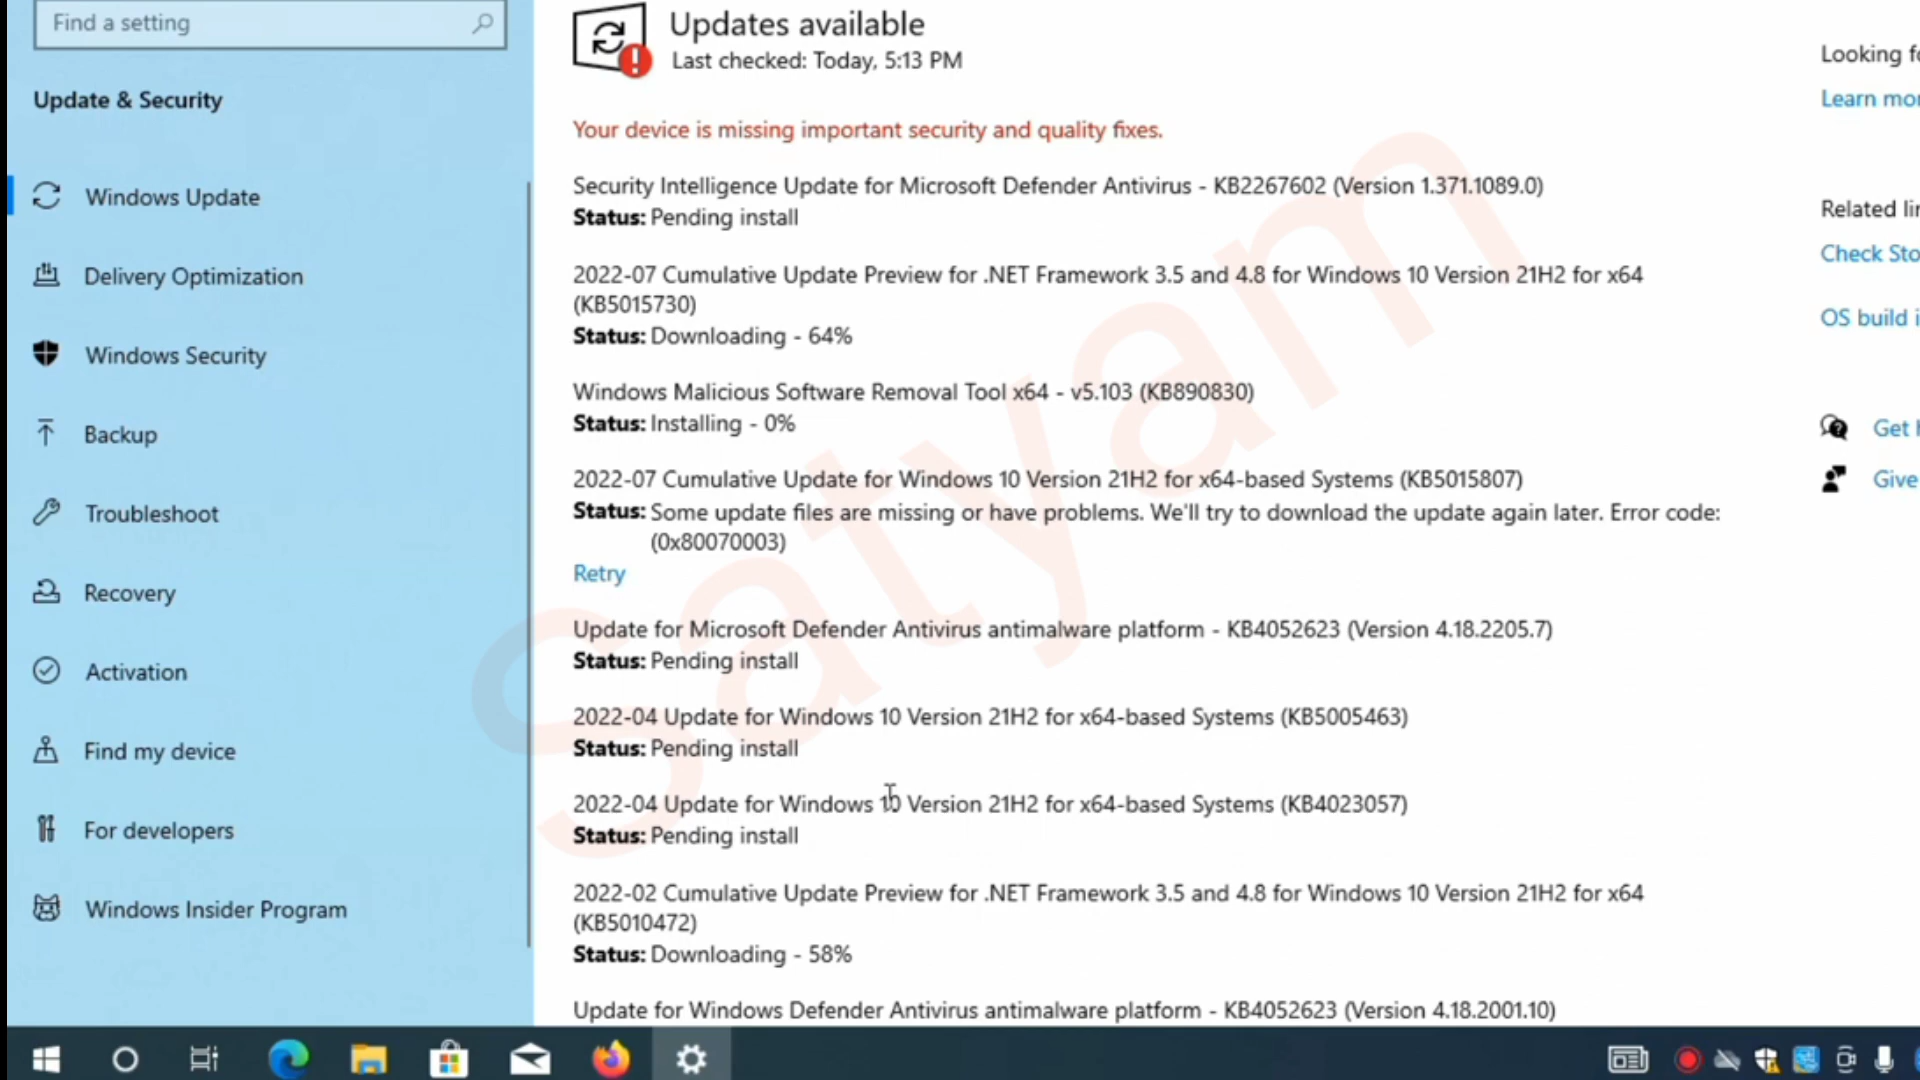 Find a setting
Update & Security
Windows Update
Delivery Optimization
Windows Security
Backup
Troubleshoot
Recovery
Activation
Find my device
For developers
Windows Insider Program
Updates available
Last checked: Today, 5:13 PM
Your device is missing important security and quality fixes.
Security Intelligence Update for Microsoft Defender Antivirus - KB2267602 (Version 1.371.1089.0)
Status: Pending install
2022-07 Cumulative Update Preview for .NET Framework 3.5 and 4.8 for Windows 10 Version 21H2 for x64
(KB5015730)
Status: Downloading - 64%
Windows Malicious Software Removal Tool x64 - v5.103 (KB890830)
Status: Installing - 0%
2022-07 Cumulative Update for Windows 10 Version 21H2 for x64-based Systems (KB5015807)
Status: Some update files are missing or have problems. We'll try to download the update again later. Error code:
(0x80070003)
Retry
Update for Microsoft Defender Antivirus antimalware platform - KB4052623 (Version 4.18.2205.7)
Status: Pending install
2022-04 Update for Windows 10 Version 21H2 for x64-based Systems (KB5005463)
Status: Pending install
2022-04 Update for Windows 10 Version 21H2 for x64-based Systems (KB4023057)
Status: Pending install
2022-02 Cumulative Update Preview for .NET Framework 3.5 and 4.8 for Windows 10 Version 21H2 for x64
(KB5010472)
Status: Downloading - 58%
Update for Windows Defender Antivirus antimalware platform - KB4052623 (Version 4.18.2001.10)
Looking fo
Learn mor
Related lin
Check Sto
OS build i
Get h
Give
satyam